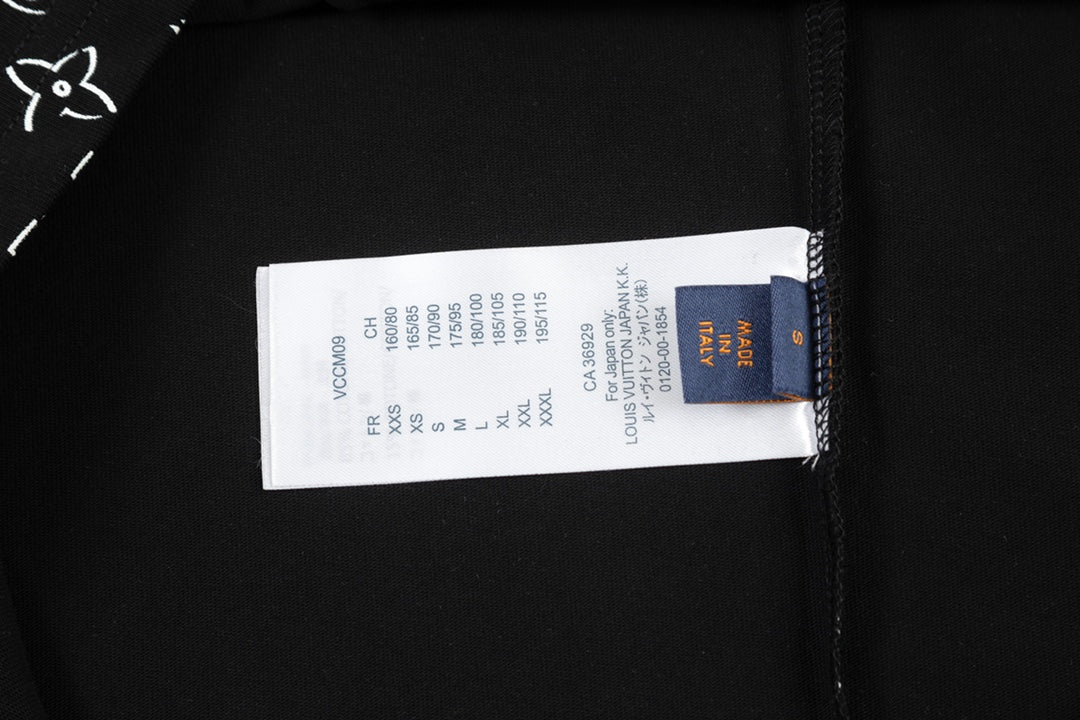 VCCM09
FR CH
XXS 160/80
XS 165/85
S 170/90
M 175/95
L 180/100
XL 185/105
XXL 190/110
XXXL 195/115
CA 36929
For Japan only:
LOUIS VUITTON JAPAN K.K.
ルイ・ヴィトン ジャパン(株)
0120-00-1854
MADE
IN
ITALY
S